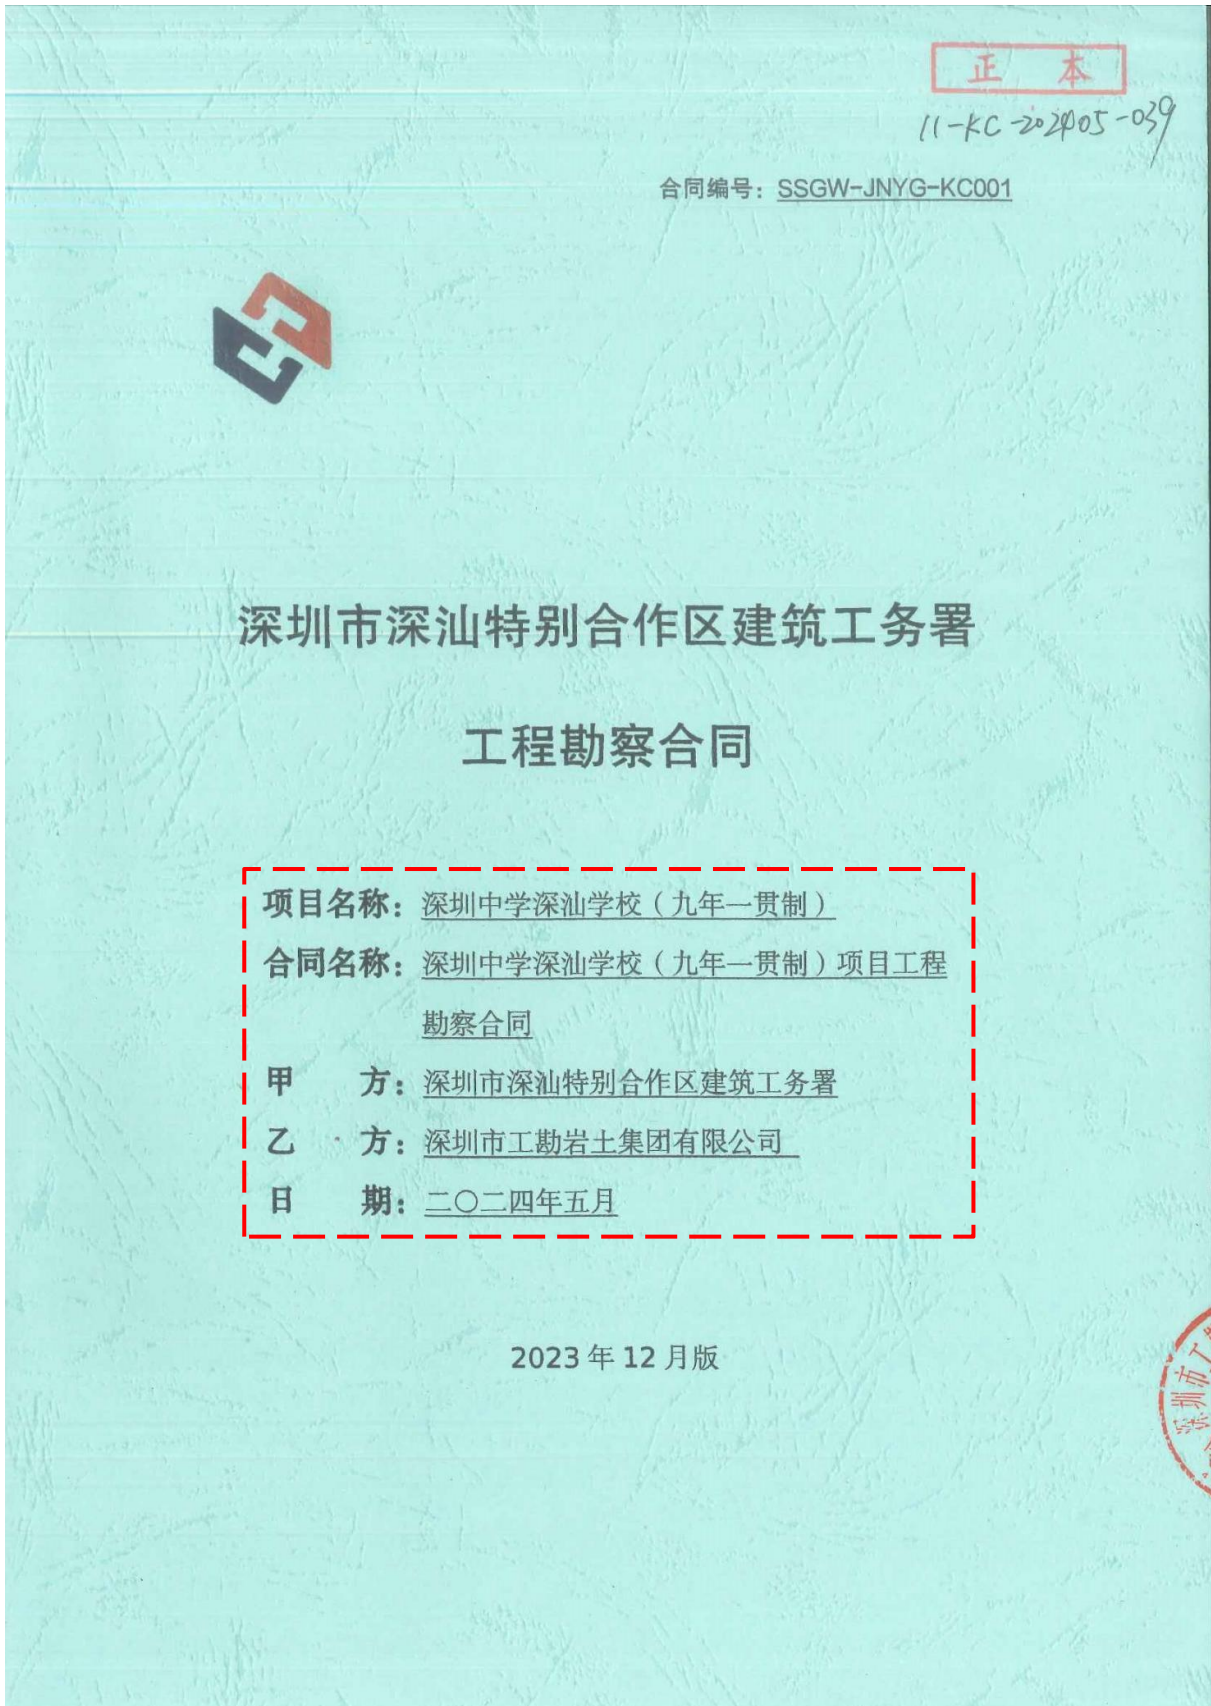 正 本
11-KC-202405-039
合同编号：SSGW-JNYG-KC001
深圳市深汕特别合作区建筑工务署
工程勘察合同
项目名称：深圳中学深汕学校（九年一贯制）
合同名称：深圳中学深汕学校（九年一贯制）项目工程
勘察合同
甲 方：深圳市深汕特别合作区建筑工务署
乙 方：深圳市工勘岩土集团有限公司
日 期：二〇二四年五月
2023 年 12 月版
深圳市工